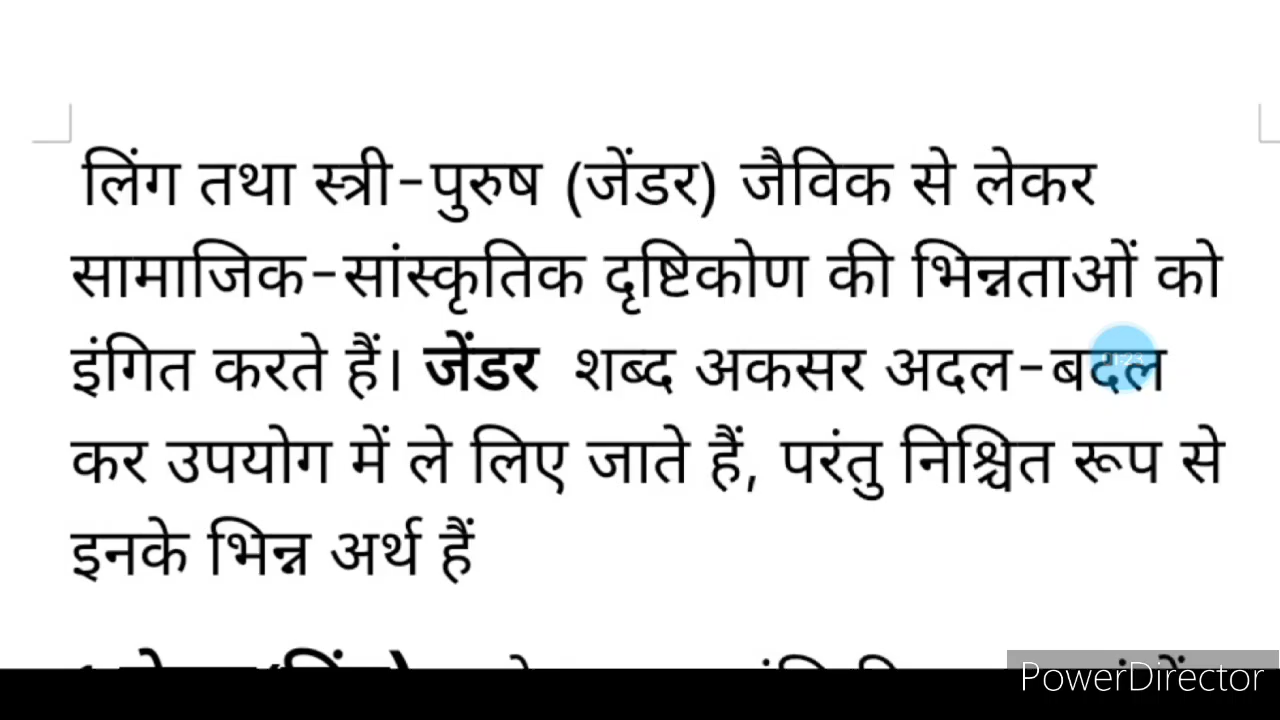 लिंग तथा स्त्री-पुरुष (जेंडर) जैविक से लेकर
सामाजिक-सांस्कृतिक दृष्टिकोण की भिन्नताओं को
इंगित करते हैं। जेंडर शब्द अकसर अदल-बदल
कर उपयोग में ले लिए जाते हैं, परंतु निश्चित रूप से
इनके भिन्न अर्थ हैं
PowerDirector